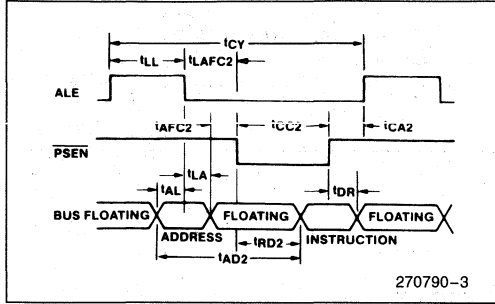 tCY
tLL tLAFC2
ALE
tAFC2 tCC2 tCA2
PSEN
tLA
tAL tDR
BUS FLOATING FLOATING FLOATING
ADDRESS tRD2 INSTRUCTION
tAD2
270790-3